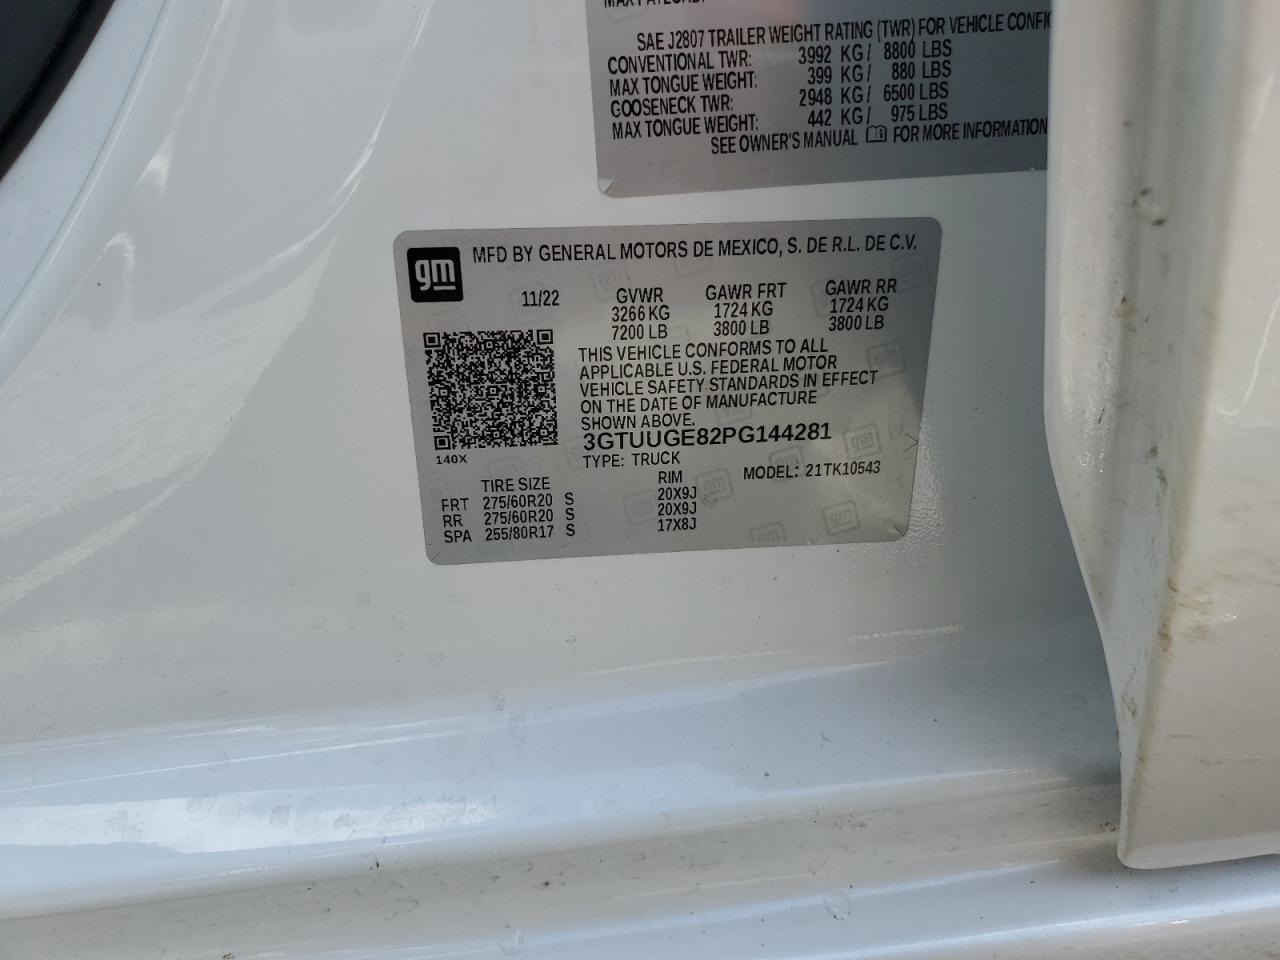 SAE J2807 TRAILER WEIGHT RATING (TWR) FOR VEHICLE
CONVENTIONAL TWR: 3992 KG/ 8800 LBS
MAX TONGUE WEIGHT: 399 KG/ 880 LBS
GOOSENECK TWR: 2948 KG/ 6500 LBS
MAX TONGUE WEIGHT: 442 KG/ 975 LBS
SEE OWNER'S MANUAL FOR MORE INFORMATION
gm
MFD BY GENERAL MOTORS DE MEXICO, S. DE R.L. DE C.V.
11/22 GVWR GAWR FRT GAWR RR
3266 KG 1724 KG 1724 KG
7200 LB 3800 LB 3800 LB
THIS VEHICLE CONFORMS TO ALL
APPLICABLE U.S. FEDERAL MOTOR
VEHICLE SAFETY STANDARDS IN EFFECT
ON THE DATE OF MANUFACTURE
SHOWN ABOVE.
3GTUUGE82PG144281
140X
TYPE: TRUCK MODEL: 21TK10543
TIRE SIZE RIM
FRT 275/60R20 S 20X9J
RR 275/60R20 S 20X9J
SPA 255/80R17 S 17X8J